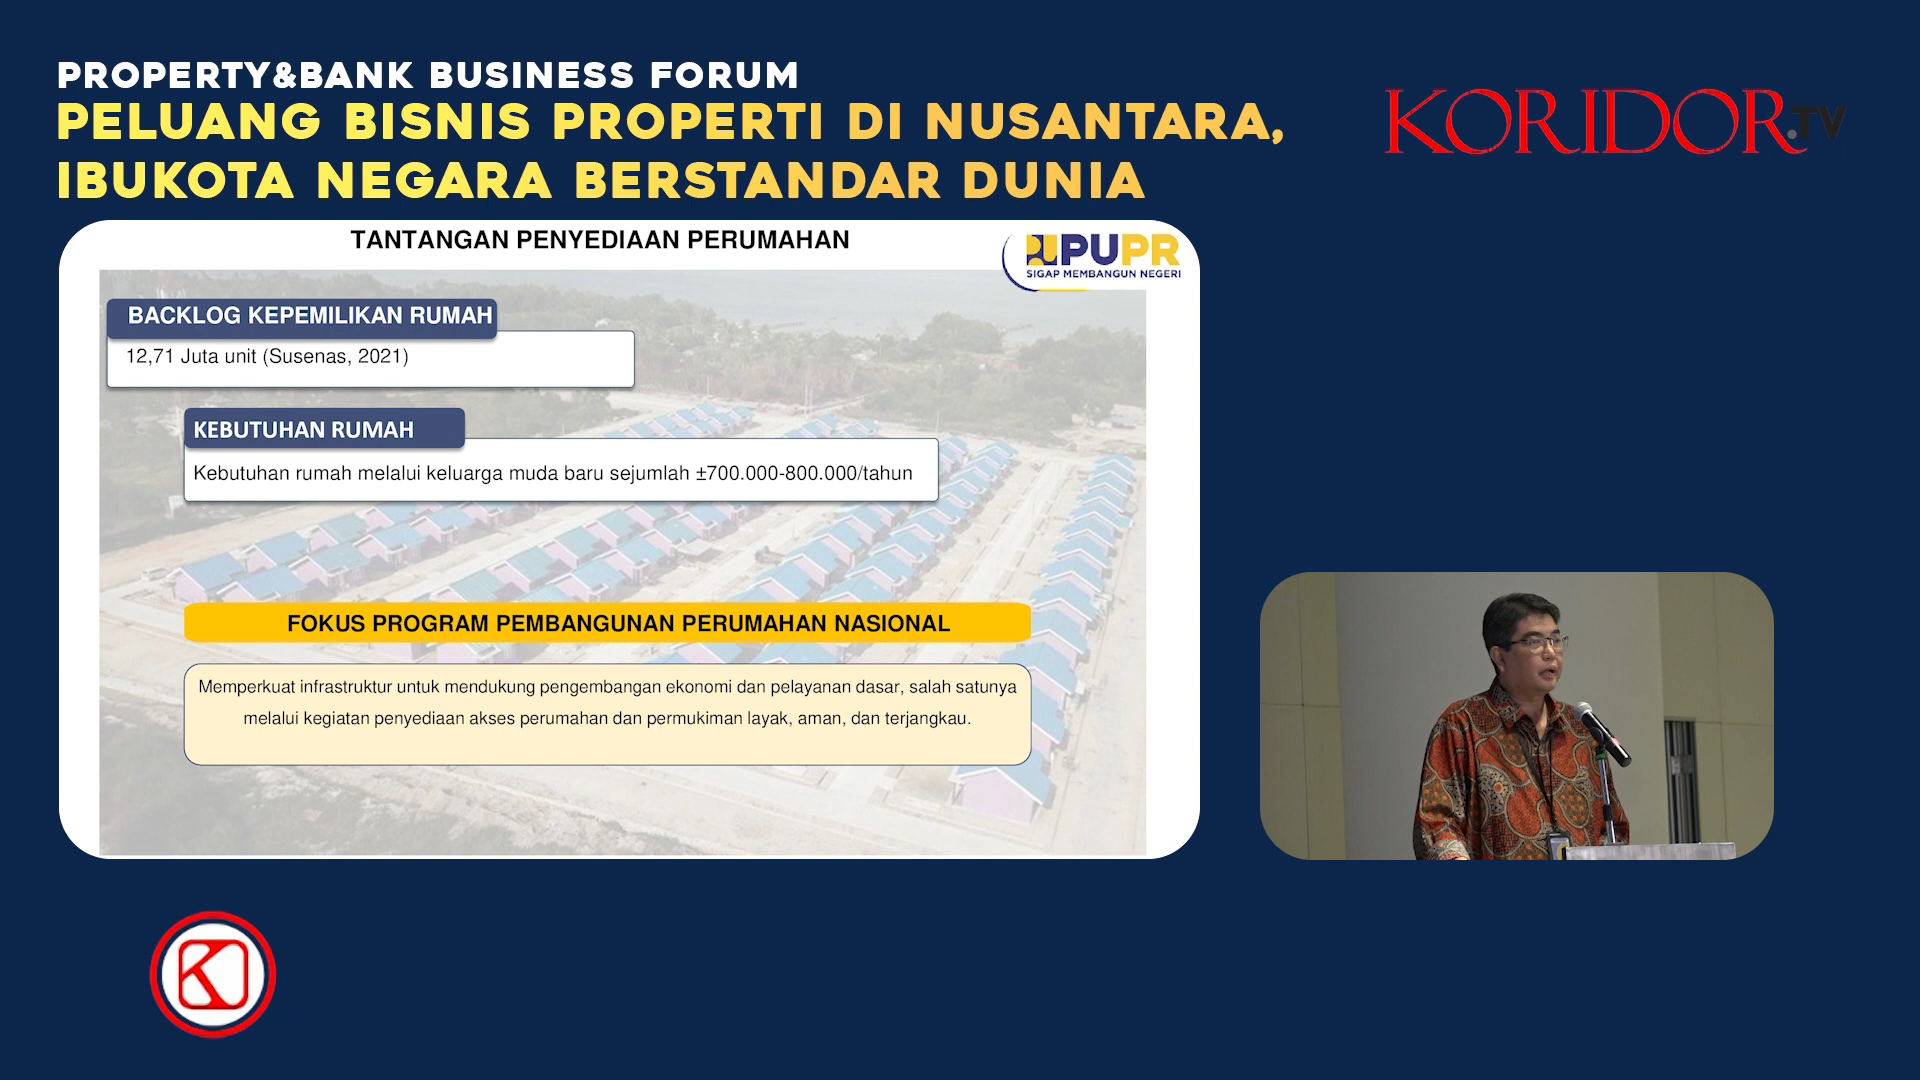 PROPERTY&BANK BUSINESS FORUM
PELUANG BISNIS PROPERTI DI NUSANTARA,
IBUKOTA NEGARA BERSTANDAR DUNIA
KORIDOR.TV
TANTANGAN PENYEDIAAN PERUMAHAN
PUPR
SIGAP MEMBANGUN NEGERI
BACKLOG KEPEMILIKAN RUMAH
12,71 Juta unit (Susenas, 2021)
KEBUTUHAN RUMAH
Kebutuhan rumah melalui keluarga muda baru sejumlah ±700.000-800.000/tahun
FOKUS PROGRAM PEMBANGUNAN PERUMAHAN NASIONAL
Memperkuat infrastruktur untuk mendukung pengembangan ekonomi dan pelayanan dasar, salah satunya
melalui kegiatan penyediaan akses perumahan dan permukiman layak, aman, dan terjangkau.